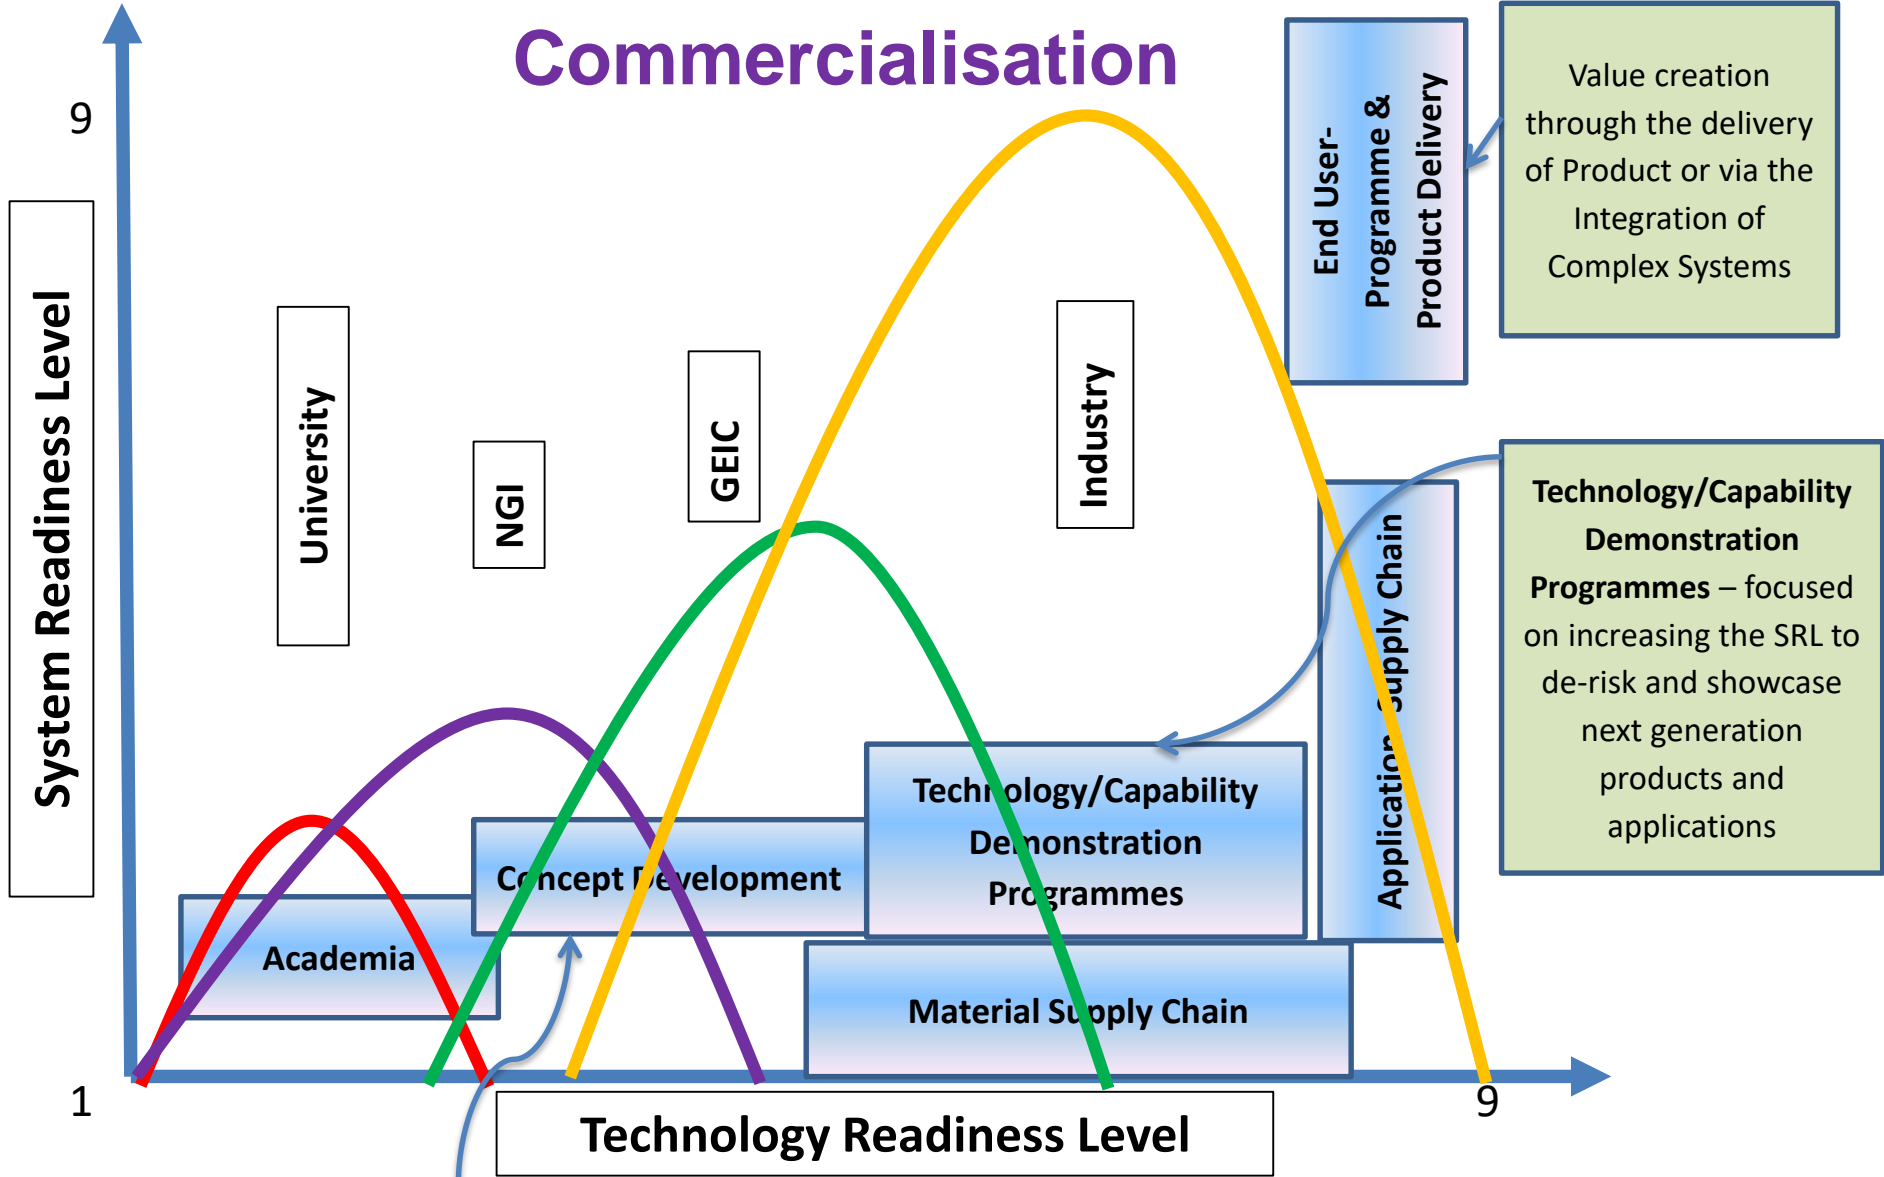 Commercialisation
9
System Readiness Level
1
University
NGI
GEIC
Industry
End User-
Programme &
Product Delivery
Value creation
through the delivery
of Product or via the
Integration of
Complex Systems
Technology/Capability
Demonstration
Programmes – focused
on increasing the SRL to
de-risk and showcase
next generation
products and
applications
Application Supply Chain
Technology/Capability
Demonstration
Programmes
Concept Development
Academia
Material Supply Chain
Technology Readiness Level
9